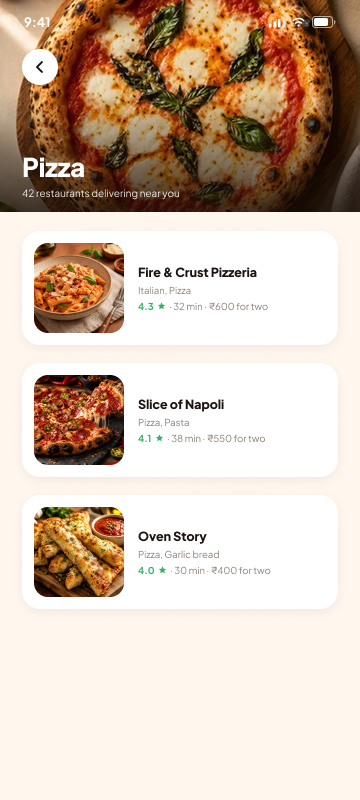 9:41
Pizza
42 restaurants delivering near you
Fire & Crust Pizzeria
Italian, Pizza
4.3 ★ · 32 min · ₹600 for two
Slice of Napoli
Pizza, Pasta
4.1 ★ · 38 min · ₹550 for two
Oven Story
Pizza, Garlic bread
4.0 ★ · 30 min · ₹400 for two